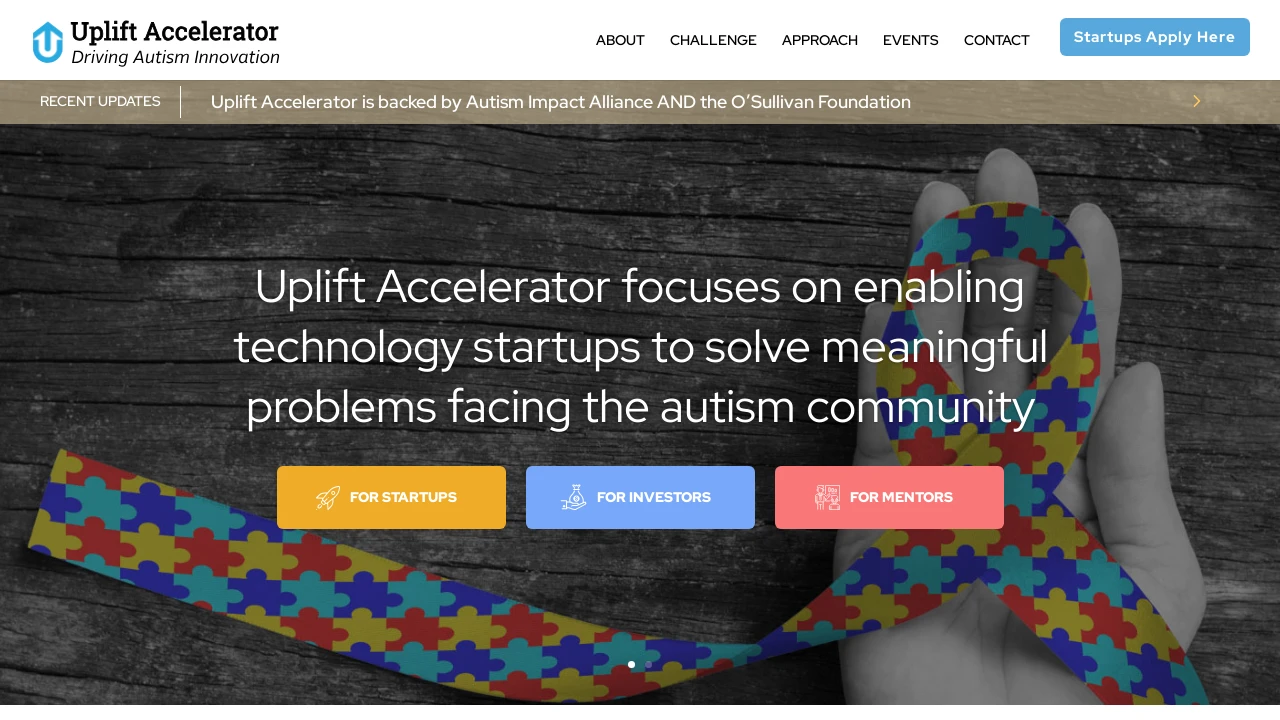 Uplift Accelerator
Driving Autism Innovation
ABOUT
CHALLENGE
APPROACH
EVENTS
CONTACT
Startups Apply Here
RECENT UPDATES
Uplift Accelerator is backed by Autism Impact Alliance AND the O’Sullivan Foundation
Uplift Accelerator focuses on enabling
technology startups to solve meaningful
problems facing the autism community
FOR STARTUPS
FOR INVESTORS
FOR MENTORS